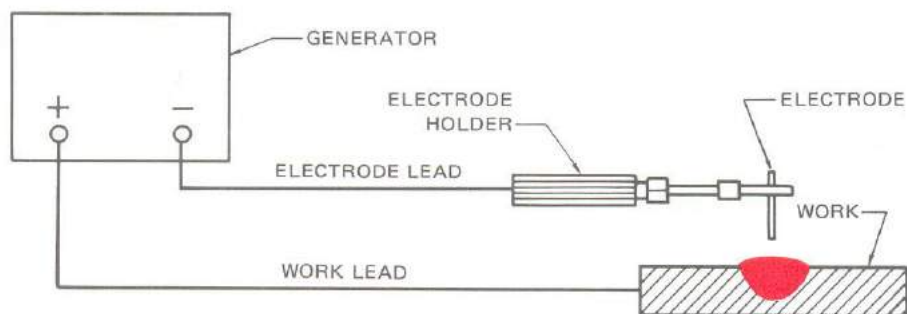 GENERATOR
+ −
ELECTRODE
HOLDER
ELECTRODE
ELECTRODE LEAD
WORK
WORK LEAD